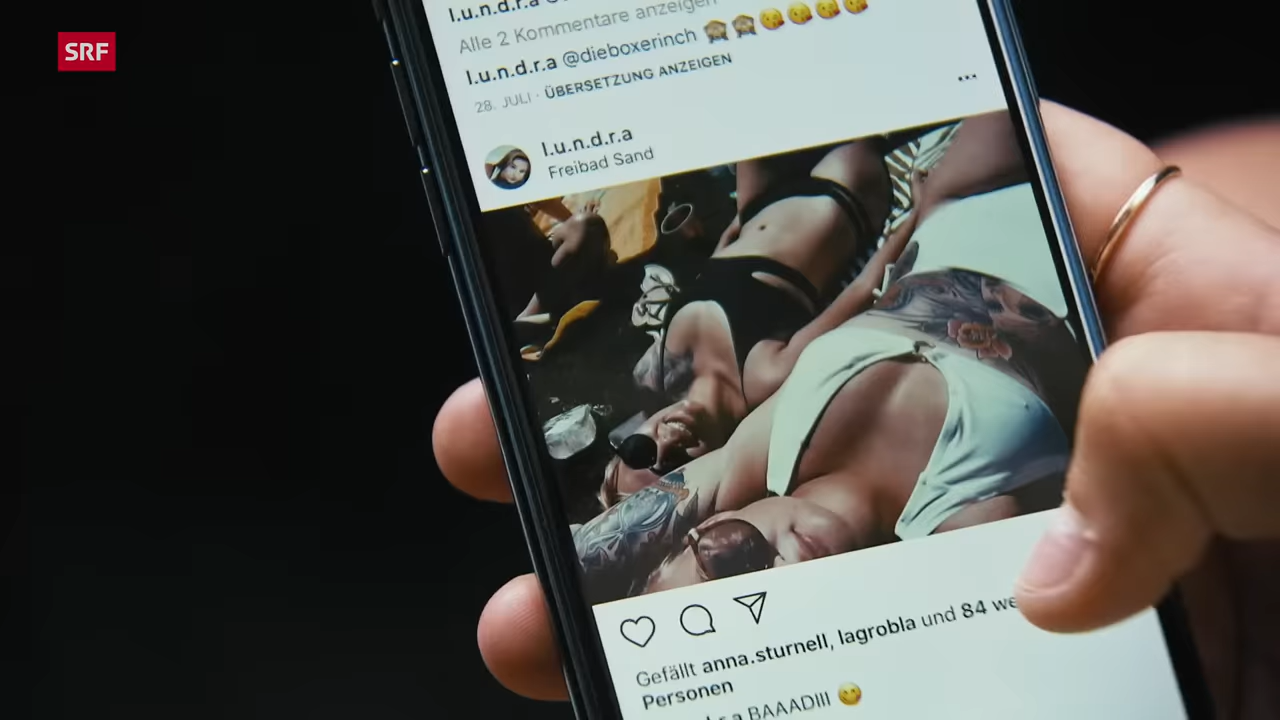 SRF
l.u.n.d.r.a
Alle 2 Kommentare anzeigen
l.u.n.d.r.a @dieboxerinch 🙈🙈😘😘😘😘
28. JULI · ÜBERSETZUNG ANZEIGEN
l.u.n.d.r.a
Freibad Sand
Gefällt anna.sturnell, lagrobla und 84
Personen
BAAADIII 😋